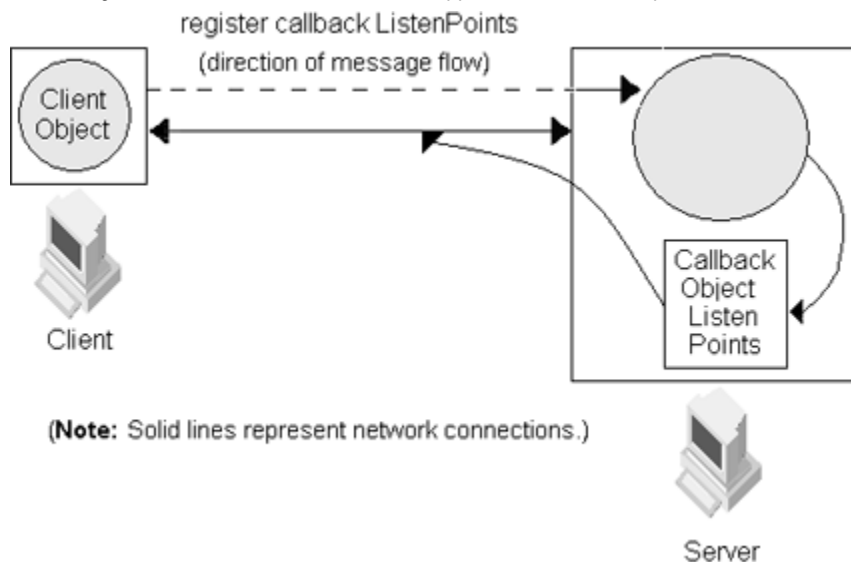 register callback ListenPoints
(direction of message flow)
Client
Object
Callback
Object
Listen
Points
Client
(Note: Solid lines represent network connections.)
Server